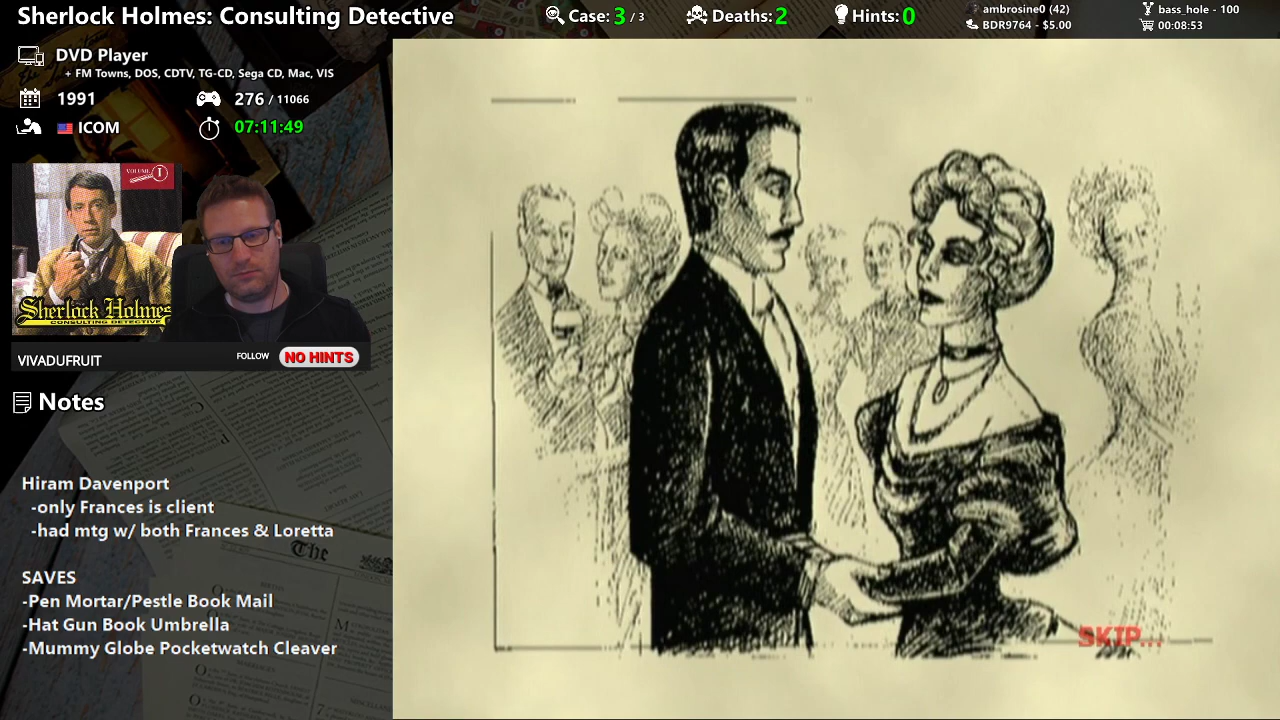 Sherlock Holmes: Consulting Detective
Case: 3 / 3
Deaths: 2
Hints: 0
ambrosine0 (42)
BDR9764 - $5.00
bass_hole - 100
00:08:53
DVD Player
+ FM Towns, DOS, CDTV, TG-CD, Sega CD, Mac, VIS
1991
276 / 11066
ICOM
07:11:49
VOLUME I
Sherlock Holmes
CONSULTING DETECTIVE
VIVADUFRUIT
FOLLOW
NO HINTS
Notes
Hiram Davenport
-only Frances is client
-had mtg w/ both Frances & Loretta
SAVES
-Pen Mortar/Pestle Book Mail
-Hat Gun Book Umbrella
-Mummy Globe Pocketwatch Cleaver
The
SKIP...